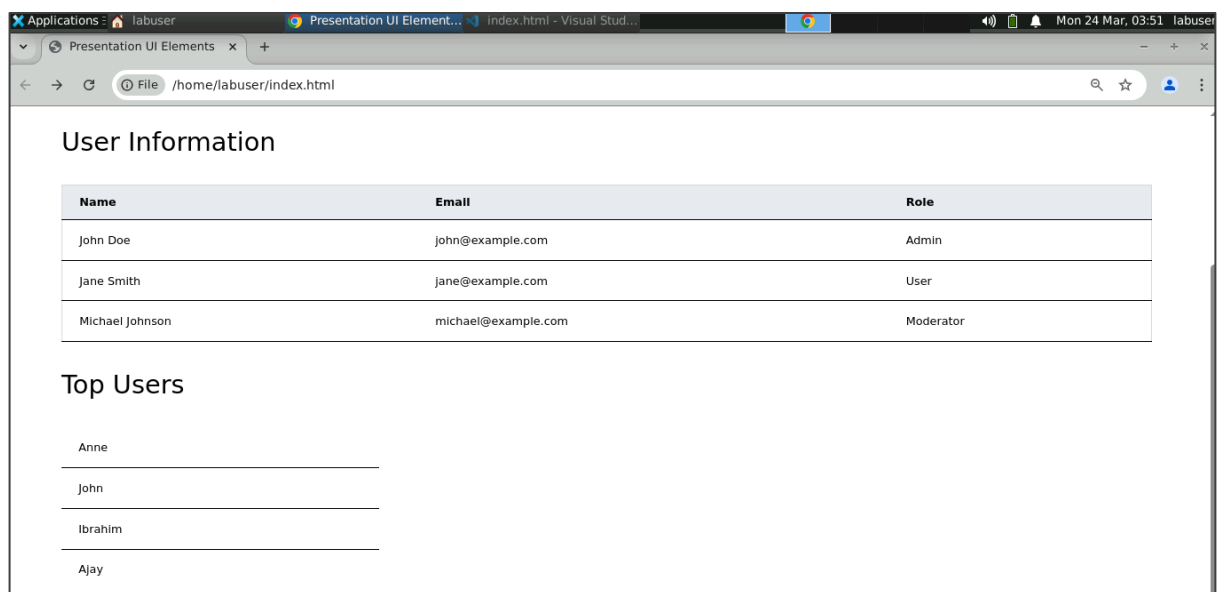 Applications labuser Presentation UI Element... index.html - Visual Stud... Mon 24 Mar, 03:51 labuser
Presentation UI Elements
File /home/labuser/index.html
User Information
Name Email Role
John Doe john@example.com Admin
Jane Smith jane@example.com User
Michael Johnson michael@example.com Moderator
Top Users
Anne
John
Ibrahim
Ajay